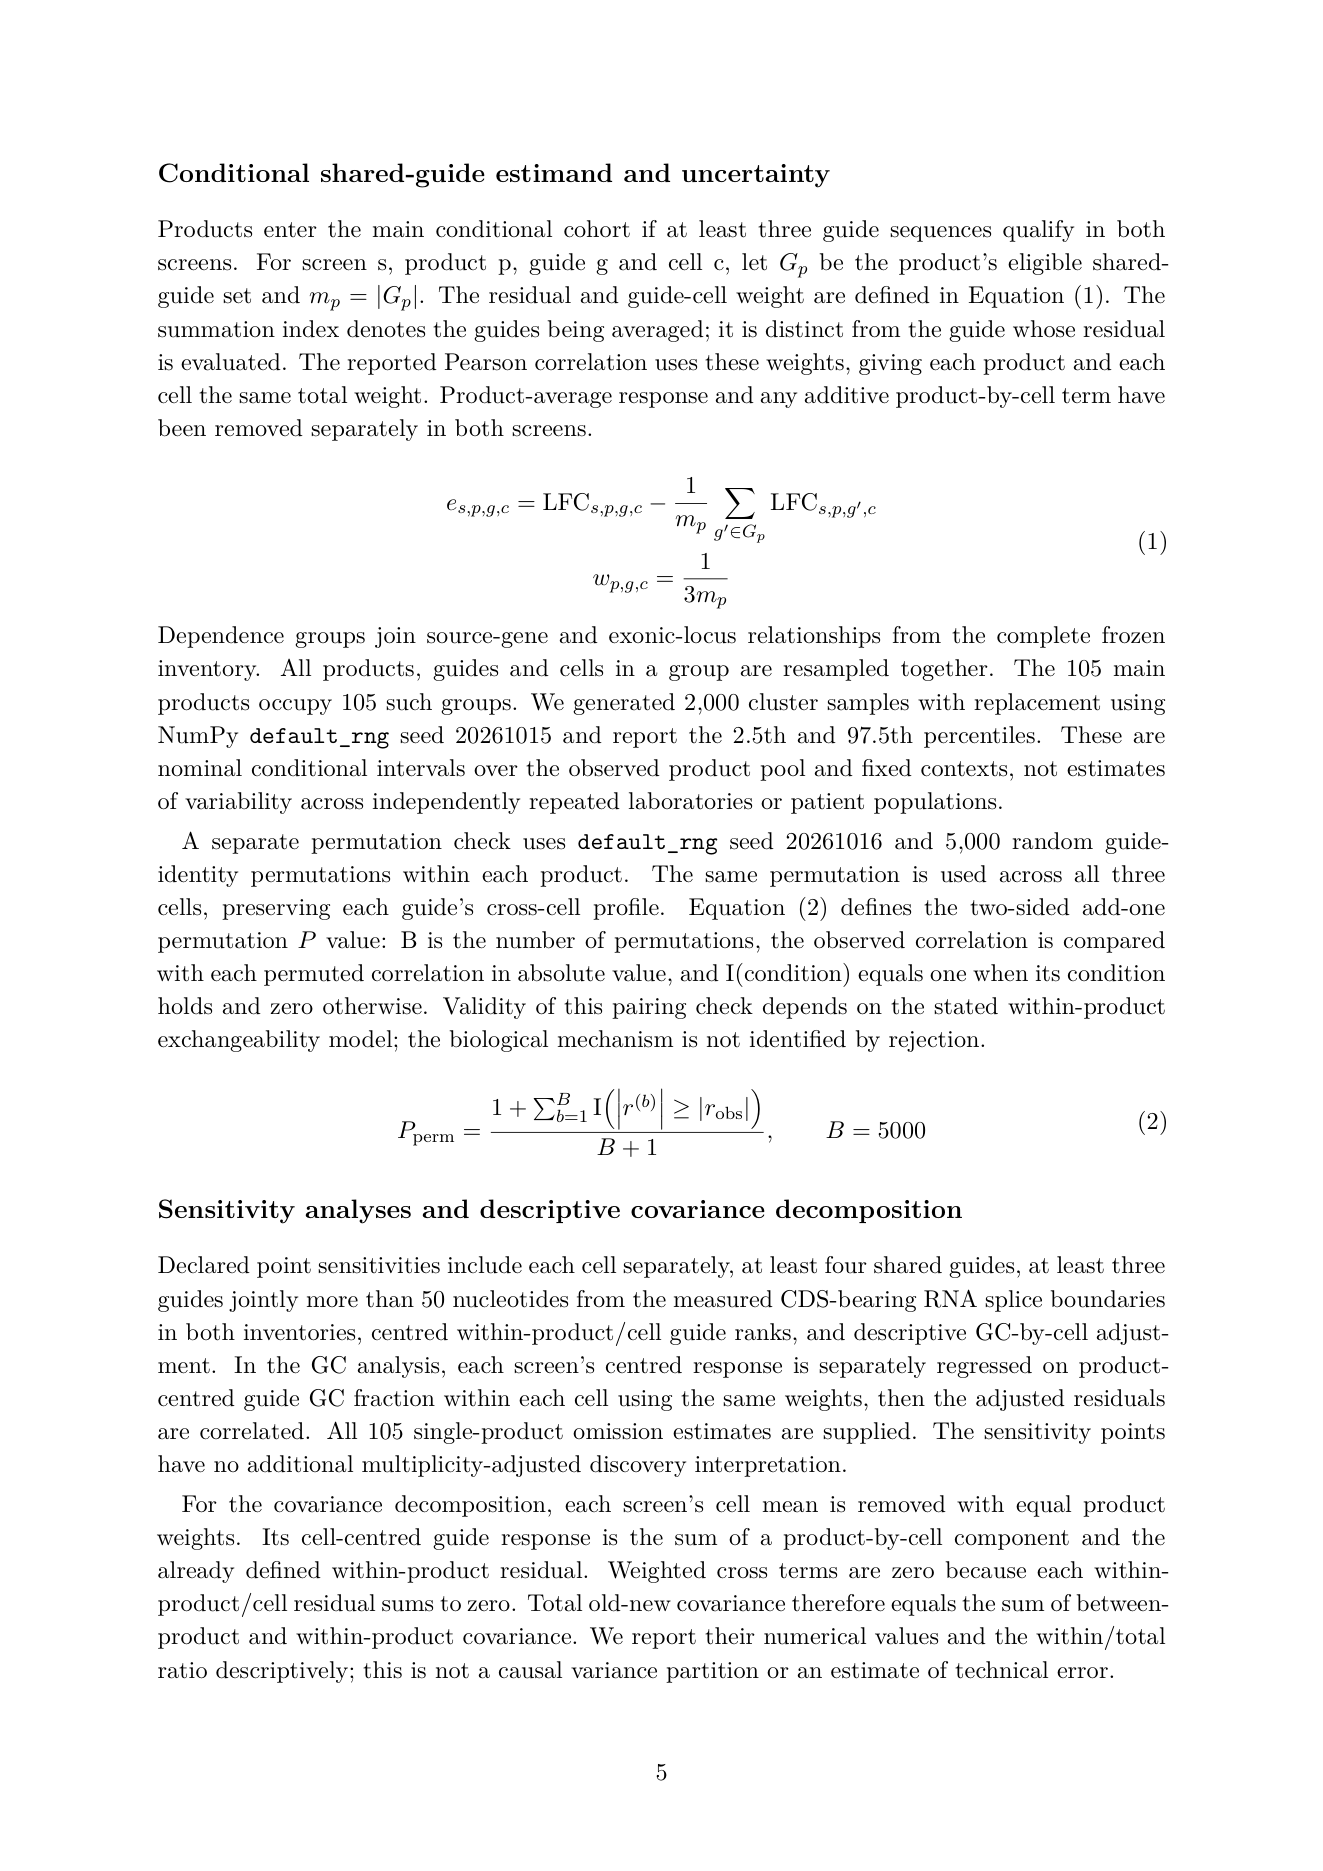 Conditional shared-guide estimand and uncertainty
Products enter the main conditional cohort if at least three guide sequences qualify in both
screens. For screen s, product p, guide g and cell c, let G_p be the product's eligible shared-
guide set and m_p = |G_p|. The residual and guide-cell weight are defined in Equation (1). The
summation index denotes the guides being averaged; it is distinct from the guide whose residual
is evaluated. The reported Pearson correlation uses these weights, giving each product and each
cell the same total weight. Product-average response and any additive product-by-cell term have
been removed separately in both screens.
e_{s,p,g,c} = LFC_{s,p,g,c} − \frac{1}{m_p} \sum_{g′∈G_p} LFC_{s,p,g′,c}
(1)
w_{p,g,c} = \frac{1}{3m_p}
Dependence groups join source-gene and exonic-locus relationships from the complete frozen
inventory. All products, guides and cells in a group are resampled together. The 105 main
products occupy 105 such groups. We generated 2,000 cluster samples with replacement using
NumPy default_rng seed 20261015 and report the 2.5th and 97.5th percentiles. These are
nominal conditional intervals over the observed product pool and fixed contexts, not estimates
of variability across independently repeated laboratories or patient populations.
A separate permutation check uses default_rng seed 20261016 and 5,000 random guide-
identity permutations within each product. The same permutation is used across all three
cells, preserving each guide's cross-cell profile. Equation (2) defines the two-sided add-one
permutation P value: B is the number of permutations, the observed correlation is compared
with each permuted correlation in absolute value, and I(condition) equals one when its condition
holds and zero otherwise. Validity of this pairing check depends on the stated within-product
exchangeability model; the biological mechanism is not identified by rejection.
P_{perm} = \frac{1 + \sum_{b=1}^{B} I(|r^{(b)}| ≥ |r_{obs}|)}{B + 1}, B = 5000 (2)
Sensitivity analyses and descriptive covariance decomposition
Declared point sensitivities include each cell separately, at least four shared guides, at least three
guides jointly more than 50 nucleotides from the measured CDS-bearing RNA splice boundaries
in both inventories, centred within-product/cell guide ranks, and descriptive GC-by-cell adjust-
ment. In the GC analysis, each screen's centred response is separately regressed on product-
centred guide GC fraction within each cell using the same weights, then the adjusted residuals
are correlated. All 105 single-product omission estimates are supplied. The sensitivity points
have no additional multiplicity-adjusted discovery interpretation.
For the covariance decomposition, each screen's cell mean is removed with equal product
weights. Its cell-centred guide response is the sum of a product-by-cell component and the
already defined within-product residual. Weighted cross terms are zero because each within-
product/cell residual sums to zero. Total old-new covariance therefore equals the sum of between-
product and within-product covariance. We report their numerical values and the within/total
ratio descriptively; this is not a causal variance partition or an estimate of technical error.
5